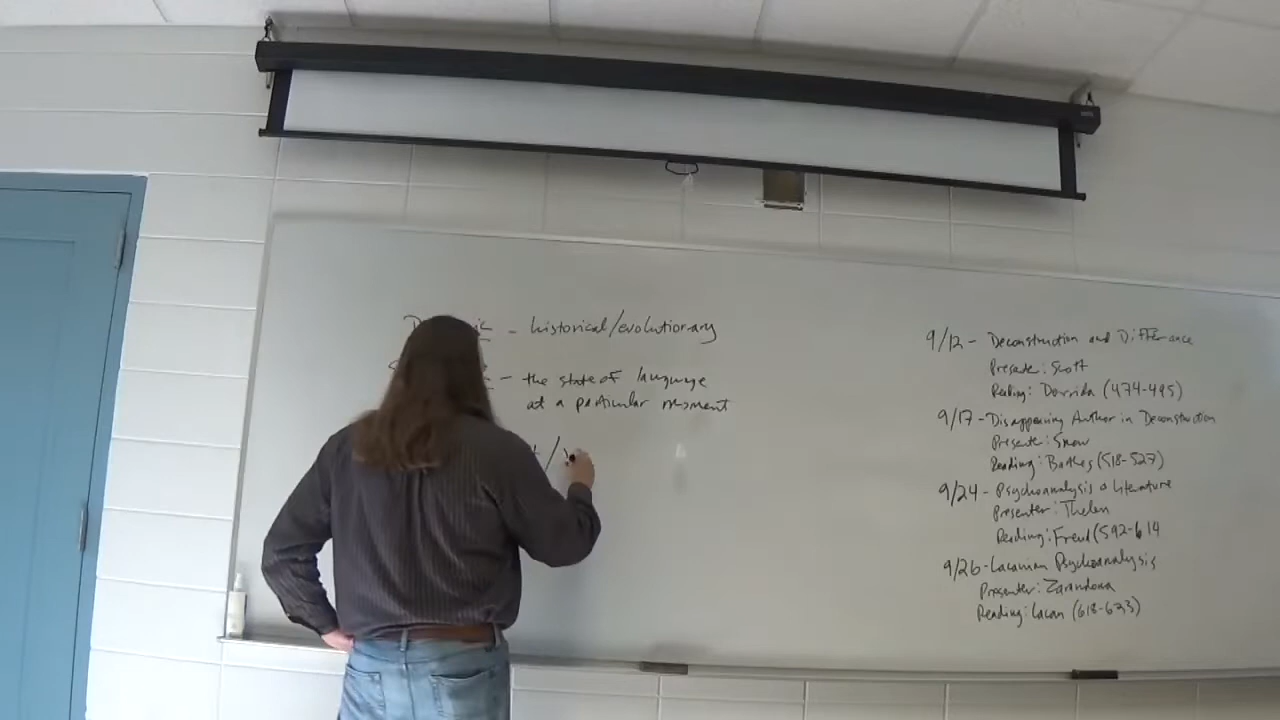 - historical/evolutionary
- the state of language
at a particular moment
9/12 - Deconstruction and Differance
Presenter: Scott
Reading: Derrida (474-495)
9/17 - Disappearing Author in Deconstruction
Presenter: Snow
Reading: Barthes (518-527)
9/24 - Psychoanalysis & Literature
Presenter: Thelen
Reading: Freud (592-614
9/26 - Lacanian Psychoanalysis
Presenter:
Reading: Lacan (618-623)